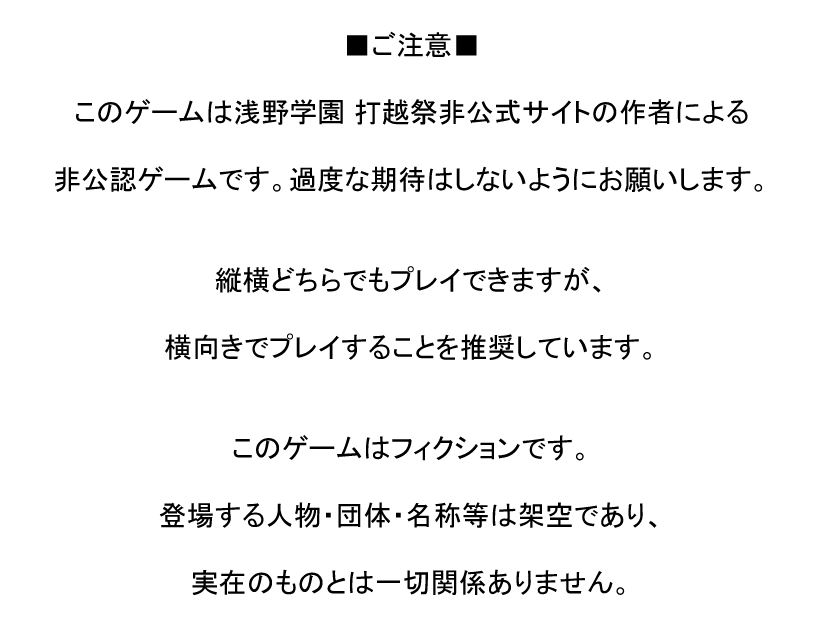 ■ご注意■
このゲームは浅野学園 打越祭非公式サイトの作者による
非公認ゲームです。過度な期待はしないようにお願いします。
縦横どちらでもプレイできますが、
横向きでプレイすることを推奨しています。
このゲームはフィクションです。
登場する人物・団体・名称等は架空であり、
実在のものとは一切関係ありません。